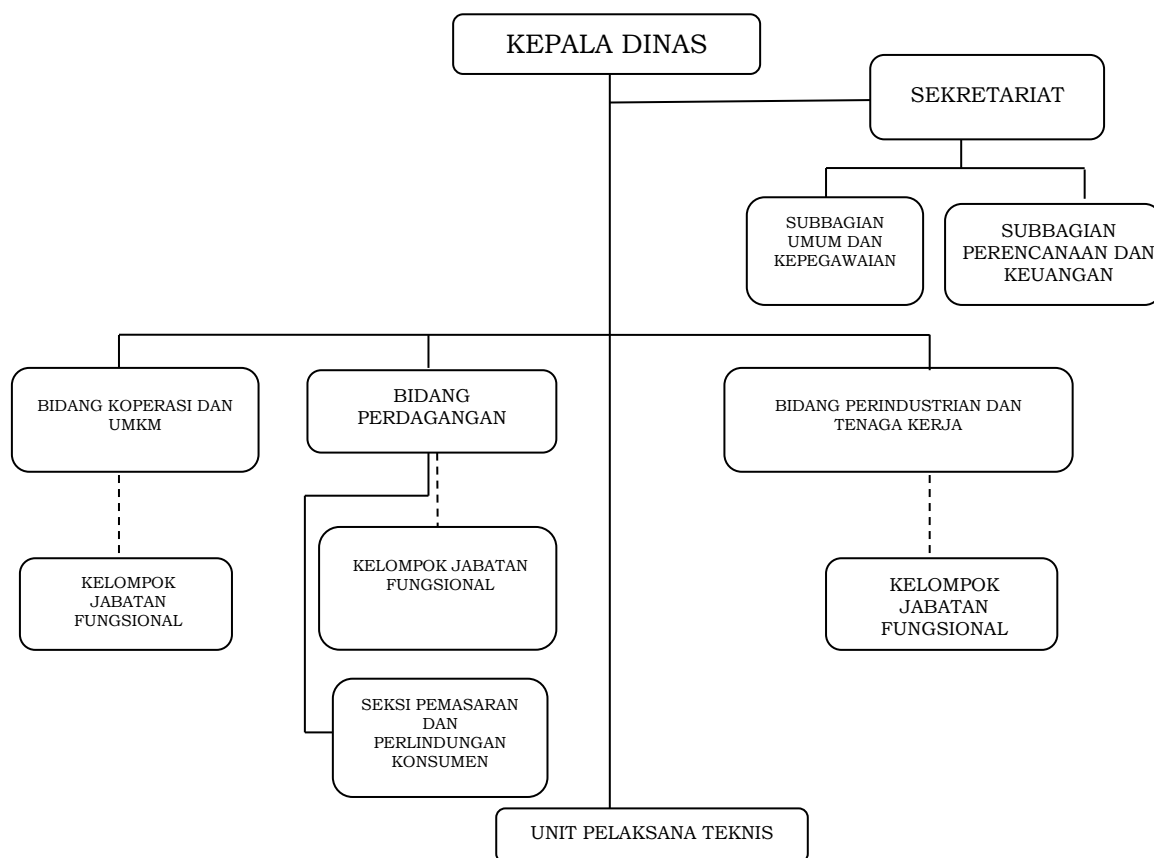 KEPALA DINAS
SEKRETARIAT
SUBBAGIAN
UMUM DAN
KEPEGAWAIAN
SUBBAGIAN
PERENCANAAN DAN
KEUANGAN
BIDANG KOPERASI DAN
UMKM
BIDANG
PERDAGANGAN
BIDANG PERINDUSTRIAN DAN
TENAGA KERJA
KELOMPOK
JABATAN
FUNGSIONAL
KELOMPOK JABATAN
FUNGSIONAL
KELOMPOK
JABATAN
FUNGSIONAL
SEKSI PEMASARAN
DAN
PERLINDUNGAN
KONSUMEN
UNIT PELAKSANA TEKNIS